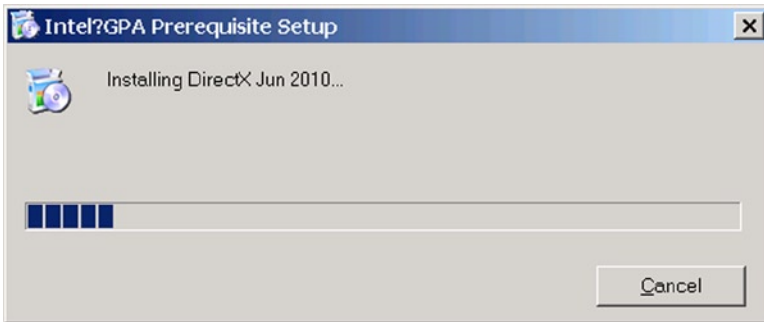 Intel?GPA Prerequisite Setup
Installing DirectX Jun 2010...
Cancel